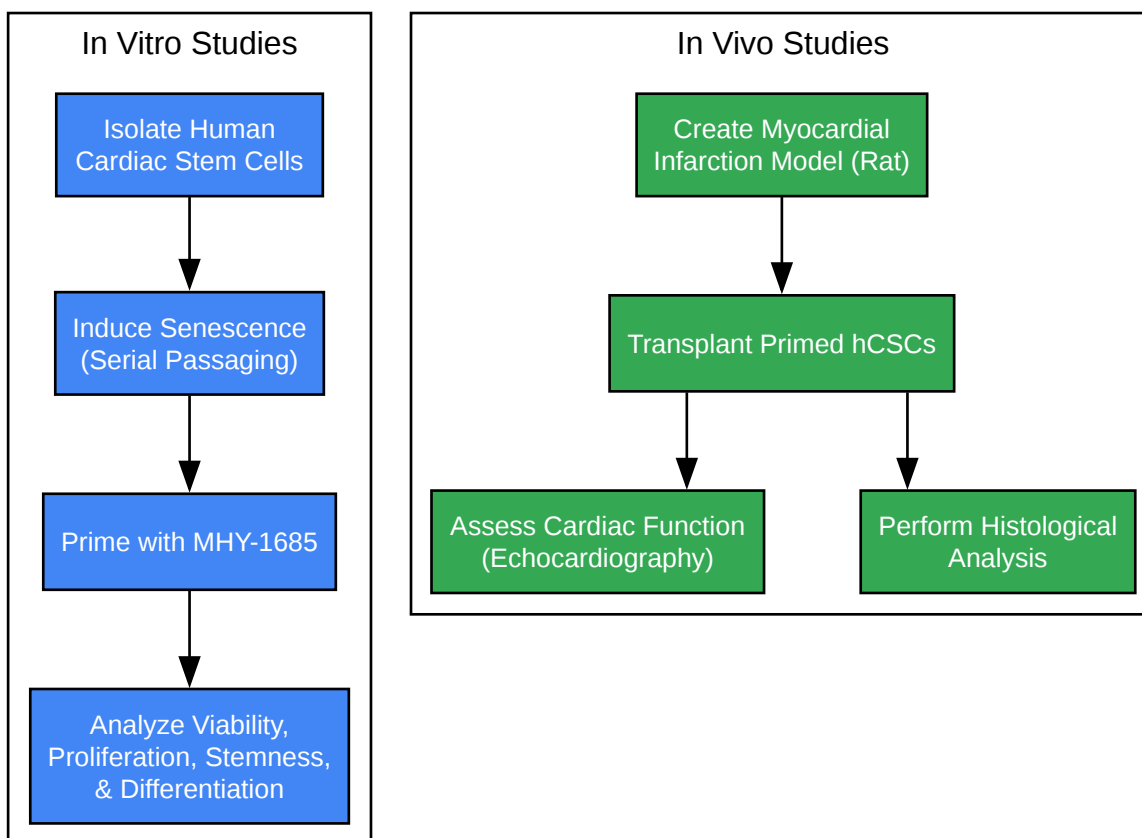 In Vitro Studies
Isolate Human
Cardiac Stem Cells
Induce Senescence
(Serial Passaging)
Prime with MHY-1685
Analyze Viability,
Proliferation, Stemness,
& Differentiation
In Vivo Studies
Create Myocardial
Infarction Model (Rat)
Transplant Primed hCSCs
Assess Cardiac Function
(Echocardiography)
Perform Histological
Analysis